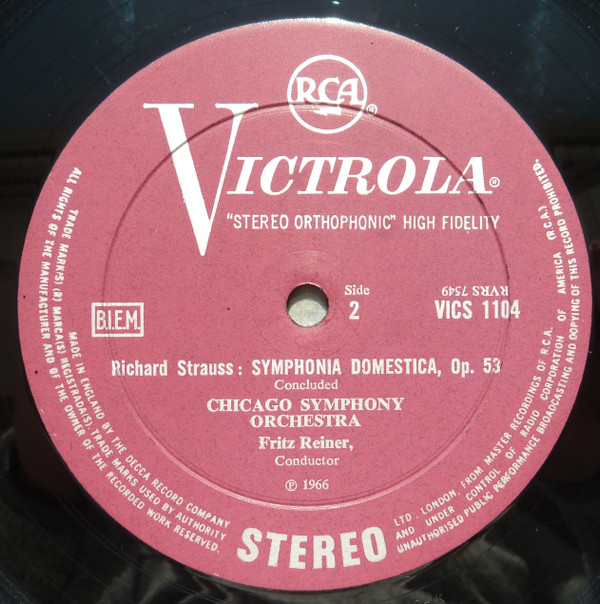 RCA
®
VICTROLA®
"STEREO ORTHOPHONIC" HIGH FIDELITY
Side
2
RVRS 7549
VICS 1104
B.I.E.M.
Richard Strauss: SYMPHONIA DOMESTICA, Op. 53
Concluded
CHICAGO SYMPHONY
ORCHESTRA
Fritz Reiner,
Conductor
℗ 1966
STEREO
TRADE MARK(S) (R) MARCA(S) REGISTRADA(S). TRADE MARKS USED BY AUTHORITY
ALL RIGHTS OF THE MANUFACTURER AND OF THE OWNER OF THE RECORDED WORK RESERVED.
MADE IN ENGLAND BY THE DECCA RECORD COMPANY
LTD., LONDON, FROM MASTER RECORDINGS OF R.C.A.
AND UNDER CONTROL OF RADIO CORPORATION OF AMERICA (R.C.A.)
UNAUTHORISED PUBLIC PERFORMANCE BROADCASTING AND COPYING OF THIS RECORD PROHIBITED.